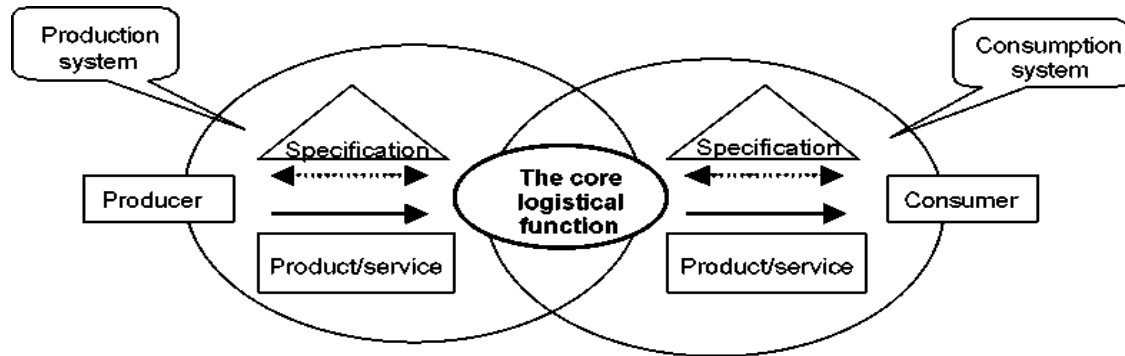 Production
system
Consumption
system
Specification
Specification
Producer
The core
logistical
function
Consumer
Product/service
Product/service